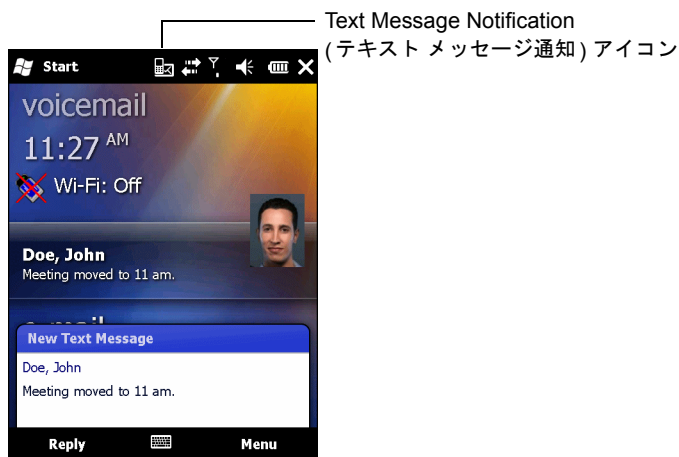 Text Message Notification
(テキスト メッセージ通知) アイコン
Start
voicemail
11:27 AM
Wi-Fi: Off
Doe, John
Meeting moved to 11 am.
e-mail
New Text Message
Doe, John
Meeting moved to 11 am.
Reply
Menu